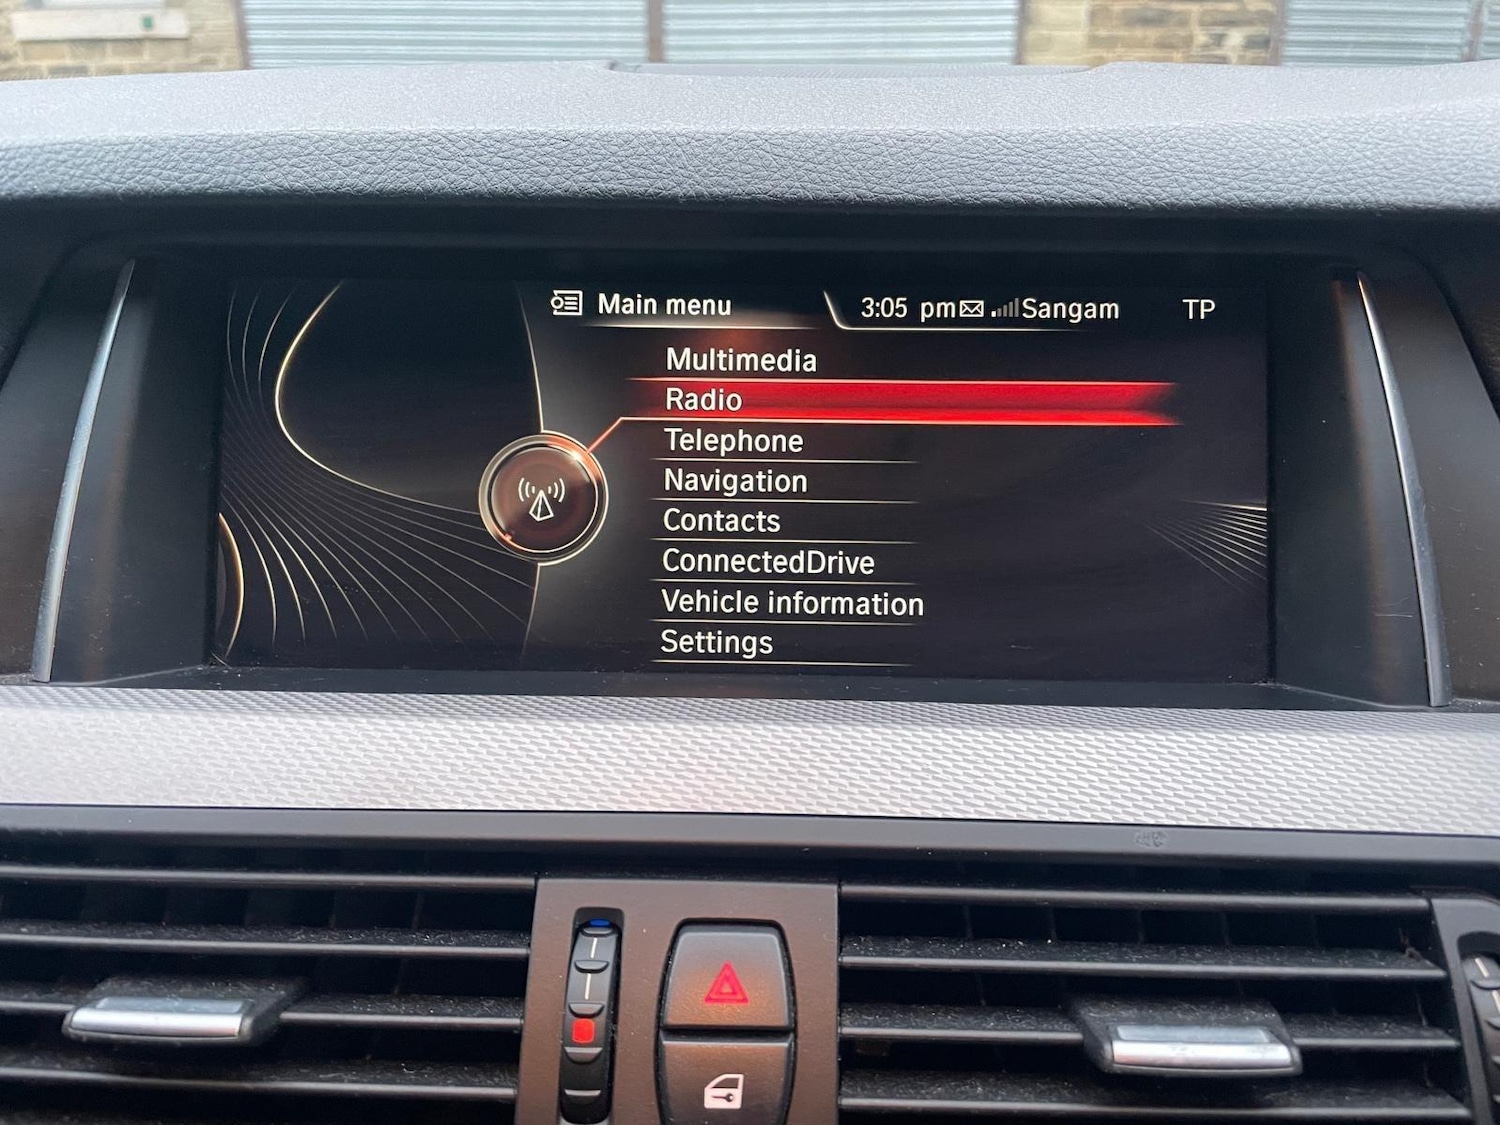 Main menu 3:05 pm Sangam TP
Multimedia
Radio
Telephone
Navigation
Contacts
ConnectedDrive
Vehicle information
Settings